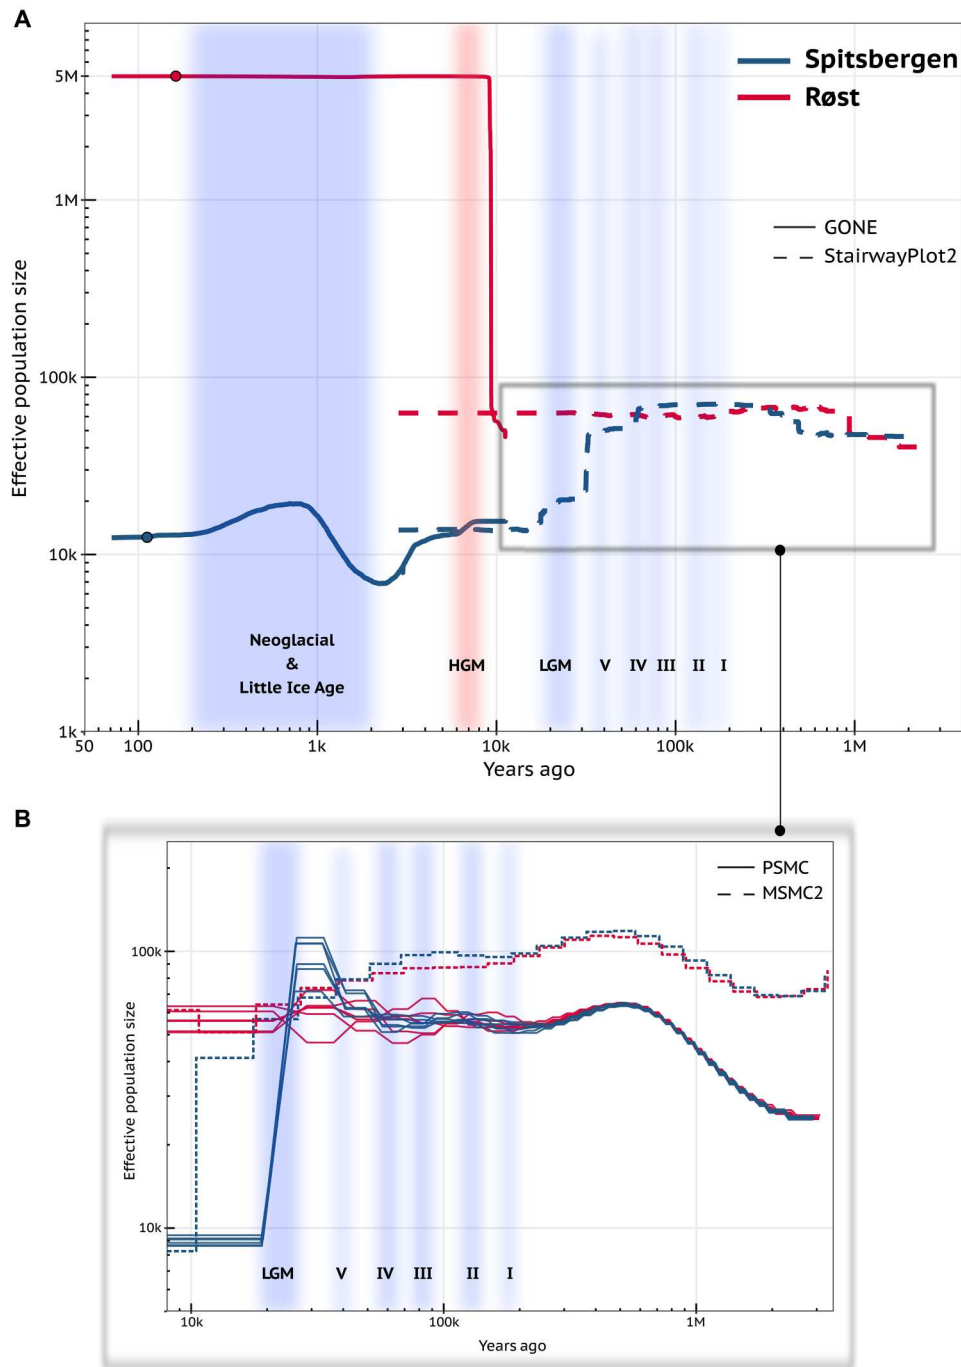 A
Spitsbergen
Røst
GONE
StairwayPlot2
Effective population size
5M
1M
100k
10k
1k
Neoglacial
&
Little Ice Age
HGM
LGM
V
IV
III
II
I
50
100
1k
10k
100k
1M
Years ago
B
PSMC
MSMC2
Effective population size
100k
10k
LGM
V
IV
III
II
I
10k
100k
1M
Years ago